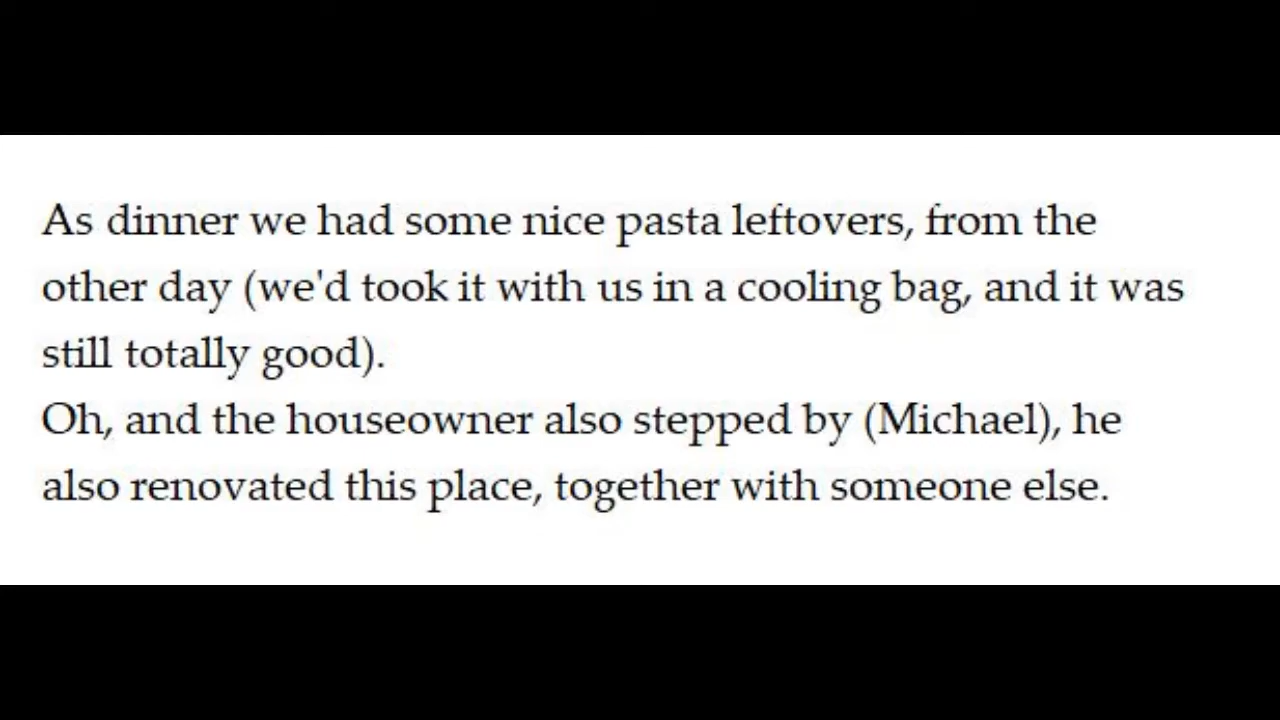 As dinner we had some nice pasta leftovers, from the
other day (we'd took it with us in a cooling bag, and it was
still totally good).
Oh, and the houseowner also stepped by (Michael), he
also renovated this place, together with someone else.